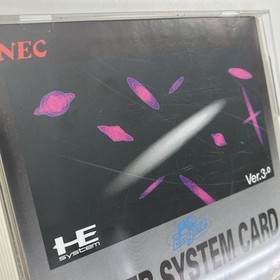 NEC
HE
system
Ver.3.0
ER SYSTEM CARD